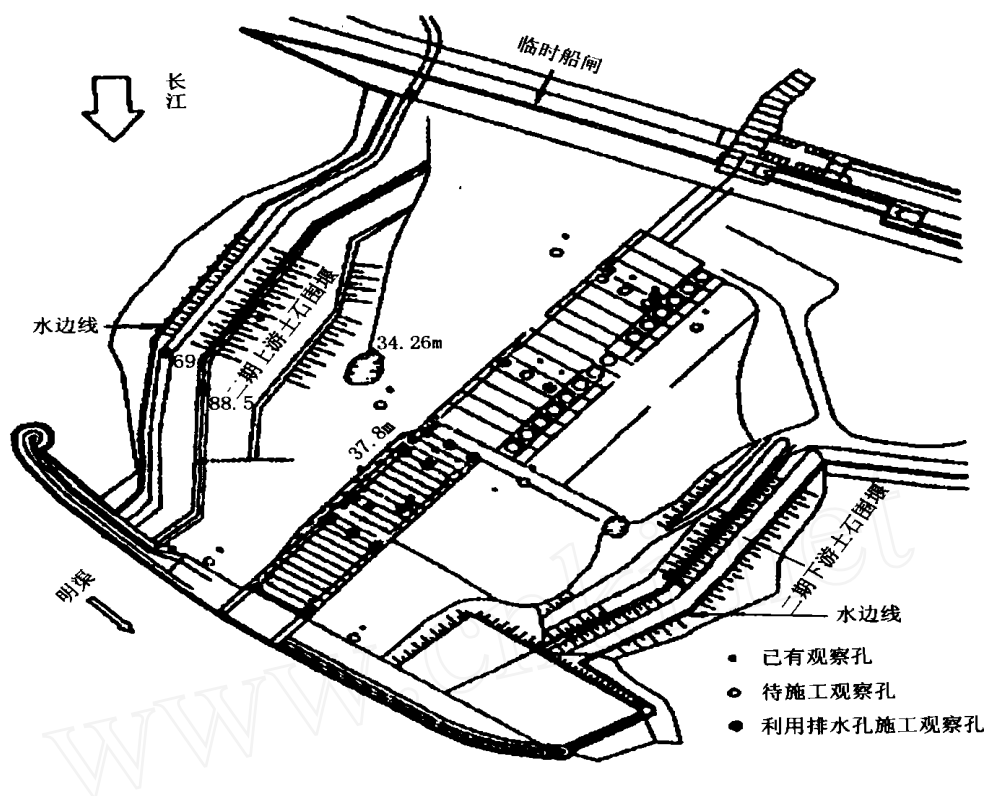 临时船闸
长江
水边线
69
二期上游土石围堰
34.26m
88.5
37.8m
明渠
二期下游土石围堰
水边线
已有观察孔
待施工观察孔
利用排水孔施工观察孔
www.cnki.net